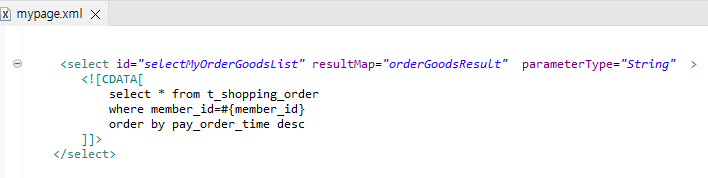 mypage.xml
<select id="selectMyOrderGoodsList" resultMap="orderGoodsResult"  parameterType="String"  >
<![CDATA[
select * from t_shopping_order
where member_id=#{member_id}
order by pay_order_time desc
]]>
</select>